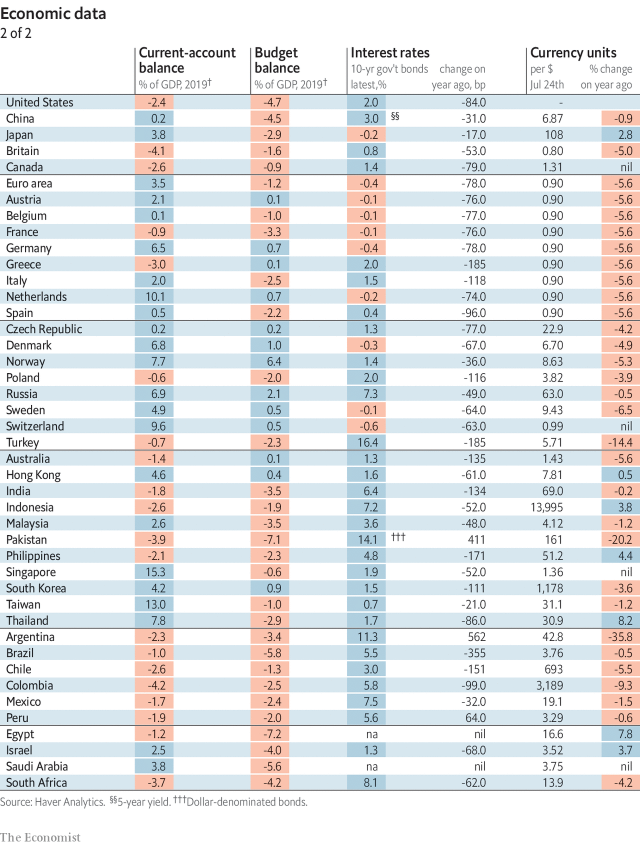 Economic data
2 of 2
Current-account balance % of GDP, 2019† Budget balance % of GDP, 2019† Interest rates 10-yr gov't bonds latest,% change on year ago, bp Currency units per $ Jul 24th % change on year ago
United States -2.4 -4.7 2.0 -84.0 -
China 0.2 -4.5 3.0 §§ -31.0 6.87 -0.9
Japan 3.8 -2.9 -0.2 -17.0 108 2.8
Britain -4.1 -1.6 0.8 -53.0 0.80 -5.0
Canada -2.6 -0.9 1.4 -79.0 1.31 nil
Euro area 3.5 -1.2 -0.4 -78.0 0.90 -5.6
Austria 2.1 0.1 -0.1 -76.0 0.90 -5.6
Belgium 0.1 -1.0 -0.1 -77.0 0.90 -5.6
France -0.9 -3.3 -0.1 -76.0 0.90 -5.6
Germany 6.5 0.7 -0.4 -78.0 0.90 -5.6
Greece -3.0 0.1 2.0 -185 0.90 -5.6
Italy 2.0 -2.5 1.5 -118 0.90 -5.6
Netherlands 10.1 0.7 -0.2 -74.0 0.90 -5.6
Spain 0.5 -2.2 0.4 -96.0 0.90 -5.6
Czech Republic 0.2 0.2 1.3 -77.0 22.9 -4.2
Denmark 6.8 1.0 -0.3 -67.0 6.70 -4.9
Norway 7.7 6.4 1.4 -36.0 8.63 -5.3
Poland -0.6 -2.0 2.0 -116 3.82 -3.9
Russia 6.9 2.1 7.3 -49.0 63.0 -0.5
Sweden 4.9 0.5 -0.1 -64.0 9.43 -6.5
Switzerland 9.6 0.5 -0.6 -63.0 0.99 nil
Turkey -0.7 -2.3 16.4 -185 5.71 -14.4
Australia -1.4 0.1 1.3 -135 1.43 -5.6
Hong Kong 4.6 0.4 1.6 -61.0 7.81 0.5
India -1.8 -3.5 6.4 -134 69.0 -0.2
Indonesia -2.6 -1.9 7.2 -52.0 13,995 3.8
Malaysia 2.6 -3.5 3.6 -48.0 4.12 -1.2
Pakistan -3.9 -7.1 14.1 ††† 411 161 -20.2
Philippines -2.1 -2.3 4.8 -171 51.2 4.4
Singapore 15.3 -0.6 1.9 -52.0 1.36 nil
South Korea 4.2 0.9 1.5 -111 1,178 -3.6
Taiwan 13.0 -1.0 0.7 -21.0 31.1 -1.2
Thailand 7.8 -2.9 1.7 -86.0 30.9 8.2
Argentina -2.3 -3.4 11.3 562 42.8 -35.8
Brazil -1.0 -5.8 5.5 -355 3.76 -0.5
Chile -2.6 -1.3 3.0 -151 693 -5.5
Colombia -4.2 -2.5 5.8 -99.0 3,189 -9.3
Mexico -1.7 -2.4 7.5 -32.0 19.1 -1.5
Peru -1.9 -2.0 5.6 64.0 3.29 -0.6
Egypt -1.2 -7.2 na nil 16.6 7.8
Israel 2.5 -4.0 1.3 -68.0 3.52 3.7
Saudi Arabia 3.8 -5.6 na nil 3.75 nil
South Africa -3.7 -4.2 8.1 -62.0 13.9 -4.2
Source: Haver Analytics. §§5-year yield. †††Dollar-denominated bonds.
The Economist